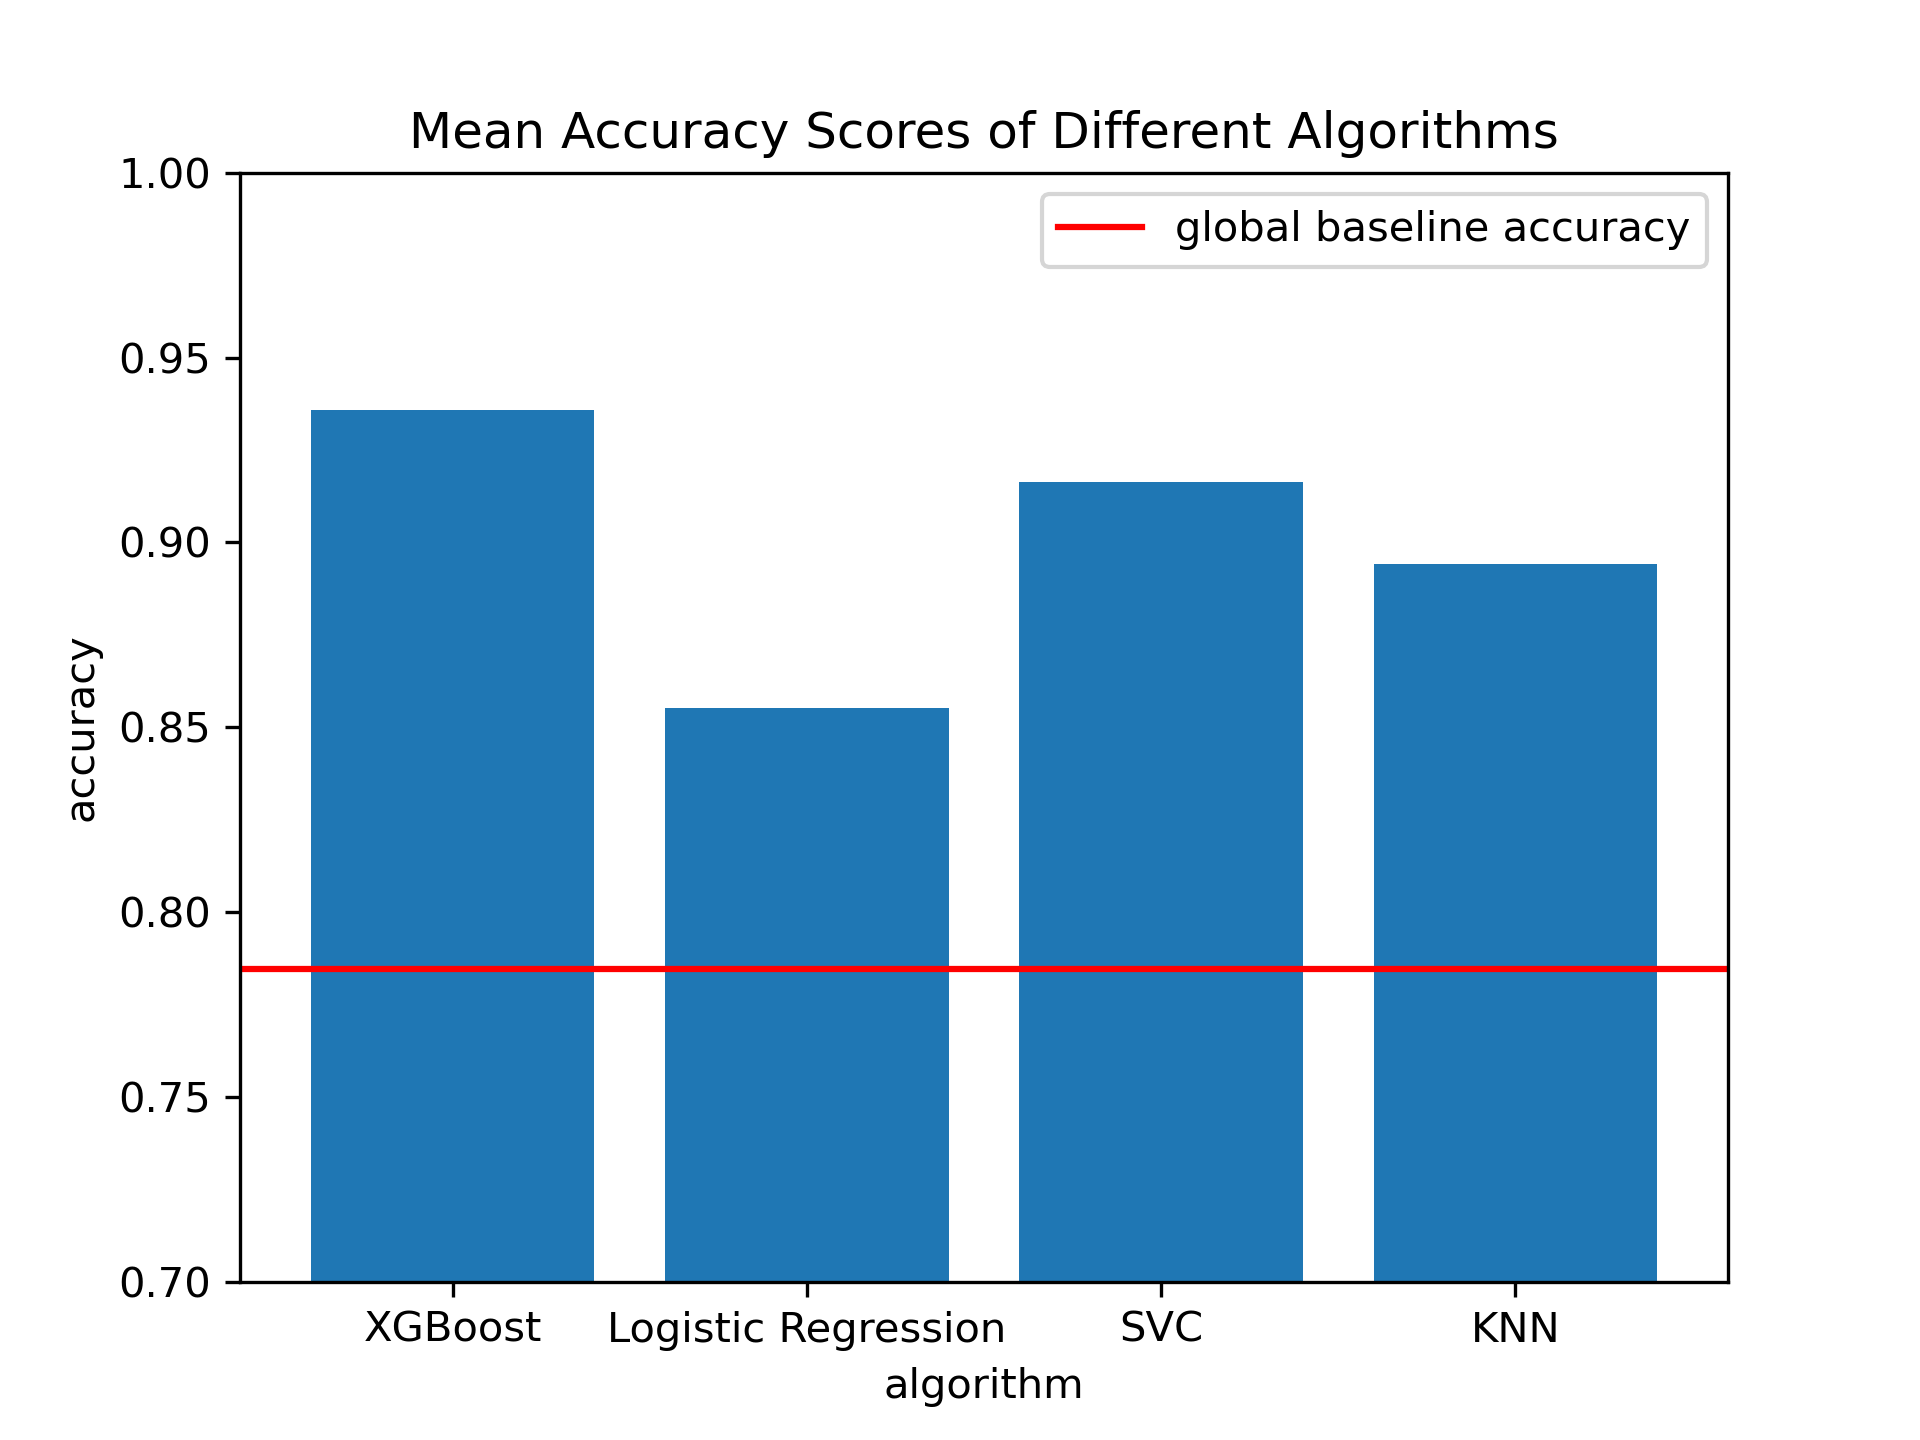 Mean Accuracy Scores of Different Algorithms
1.00
global baseline accuracy
0.95
0.90
0.85
accuracy
0.80
0.75
0.70
XGBoost Logistic Regression SVC KNN
algorithm